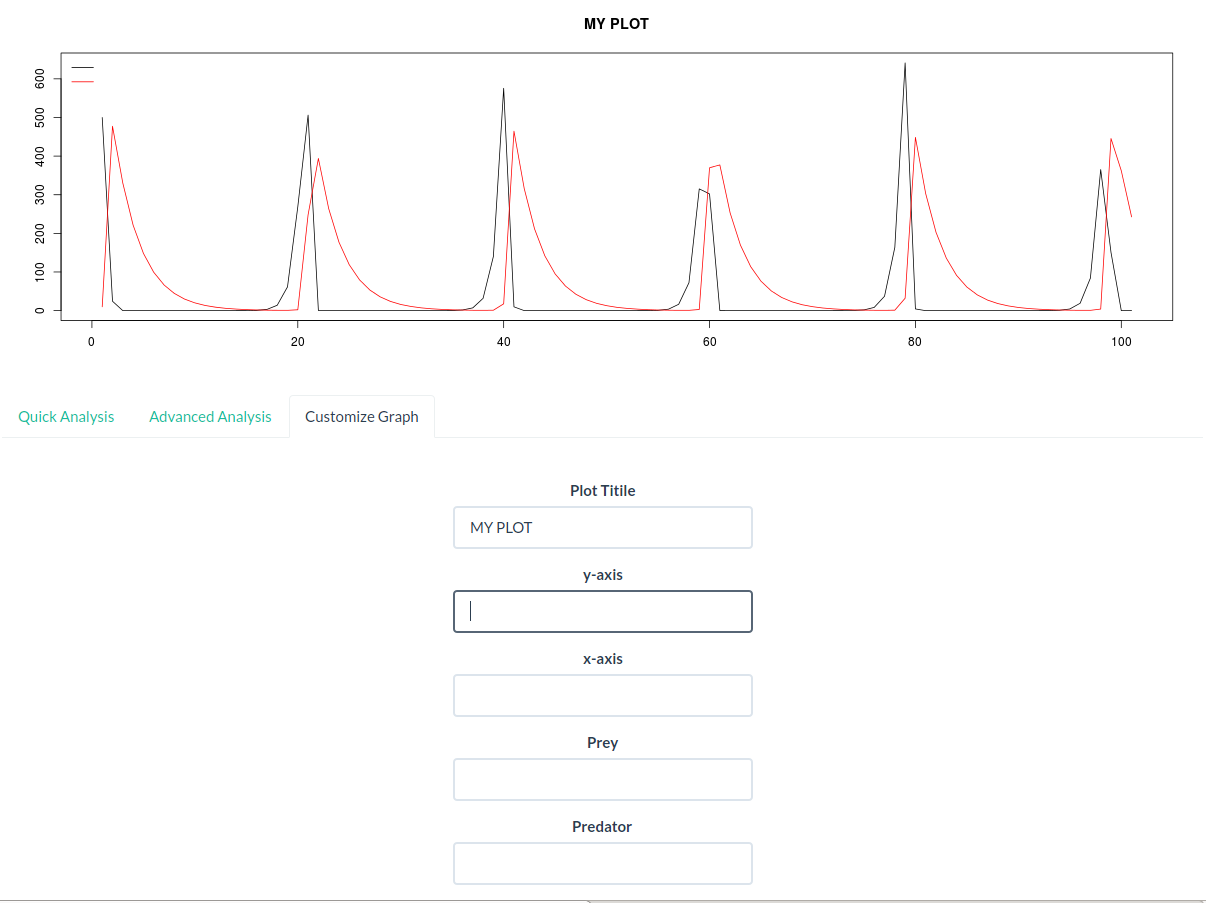 MY PLOT
600
500
400
300
200
100
0
0 20 40 60 80 100
Quick Analysis Advanced Analysis Customize Graph
Plot Titile
MY PLOT
y-axis
x-axis
Prey
Predator